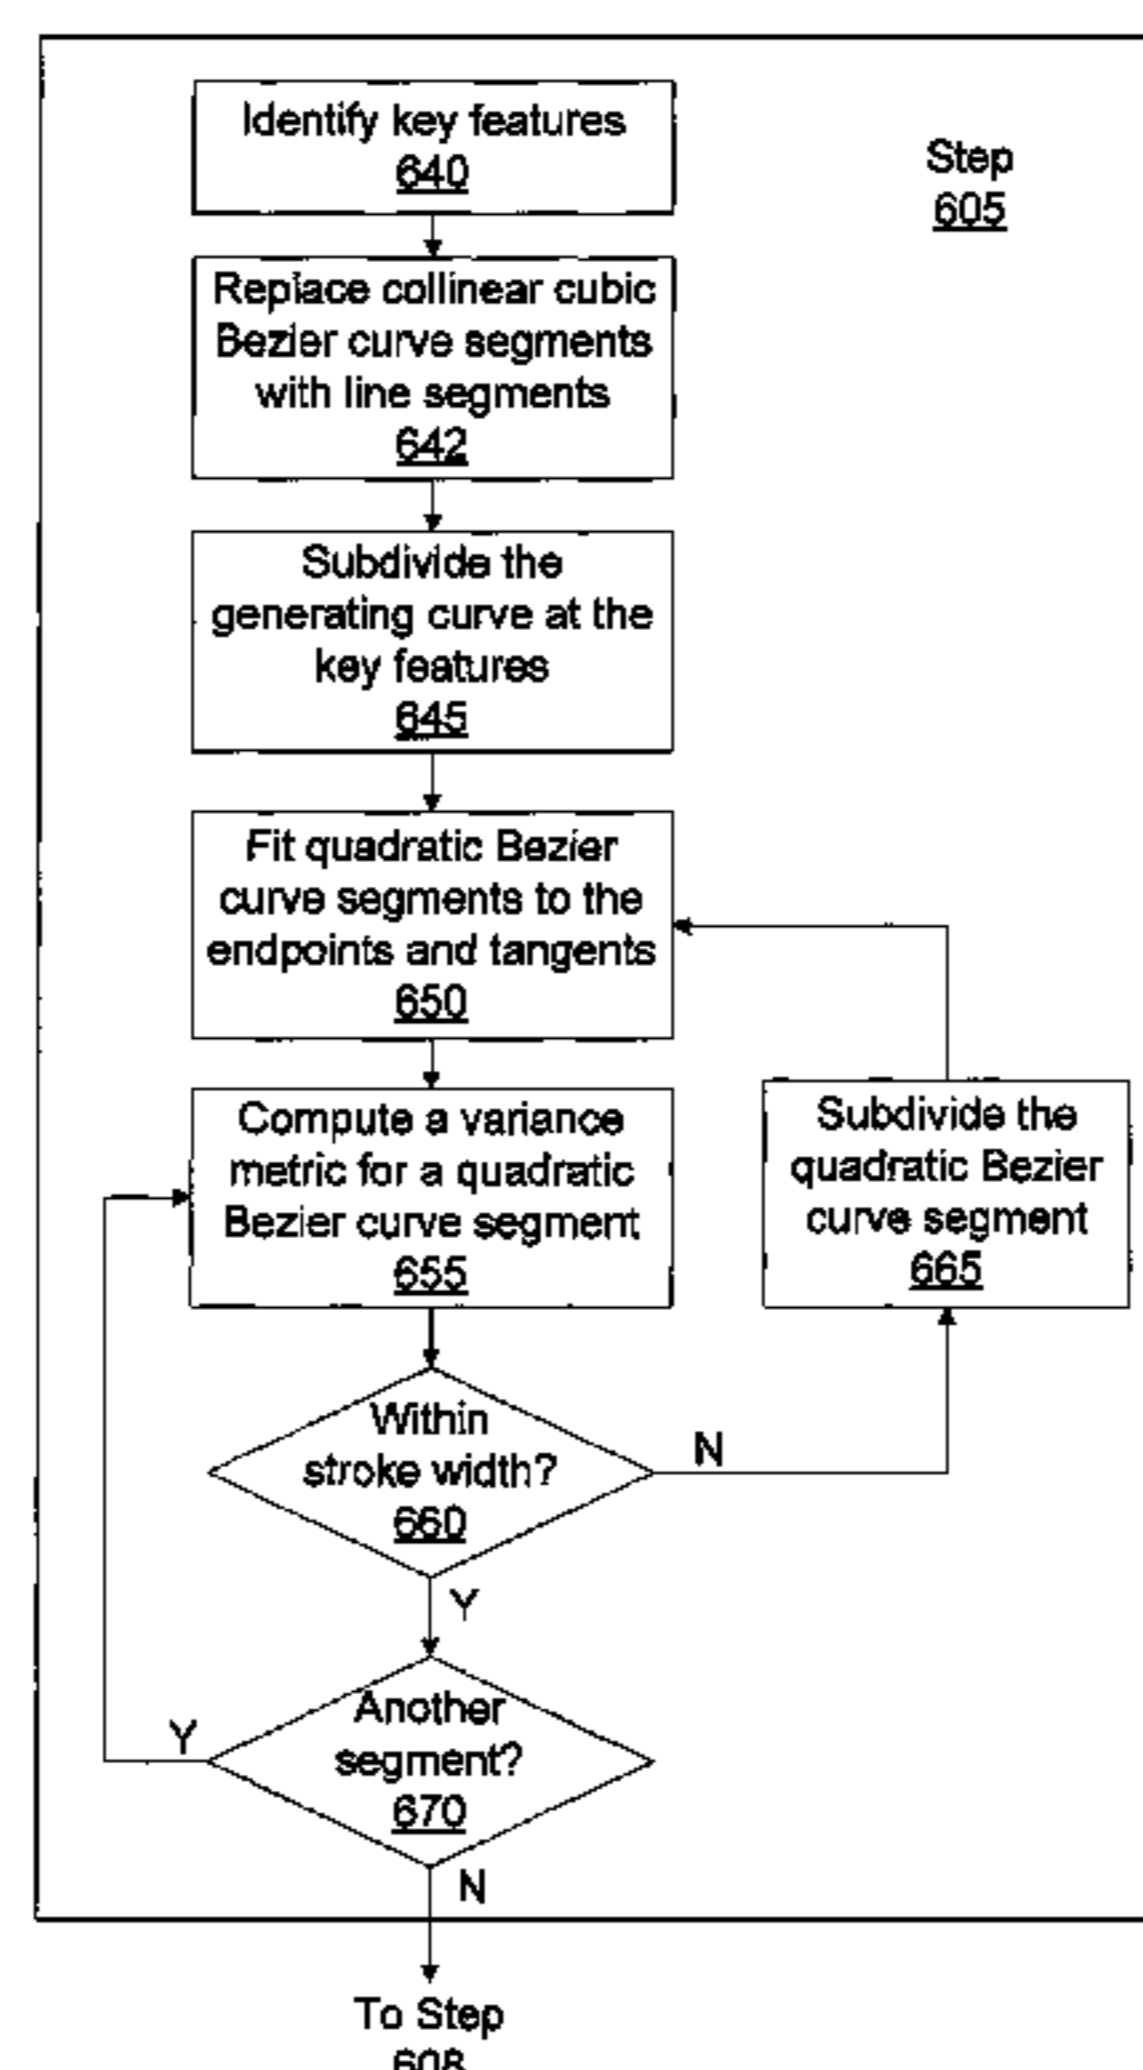 Identify key features
640
Step
605
Replace collinear cubic
Bezier curve segments
with line segments
642
Subdivide the
generating curve at the
key features
645
Fit quadratic Bezier
curve segments to the
endpoints and tangents
650
Compute a variance
metric for a quadratic
Bezier curve segment
655
Subdivide the
quadratic Bezier
curve segment
665
Within
stroke width?
660
N
Y
Another
segment?
670
Y
N
To Step
608